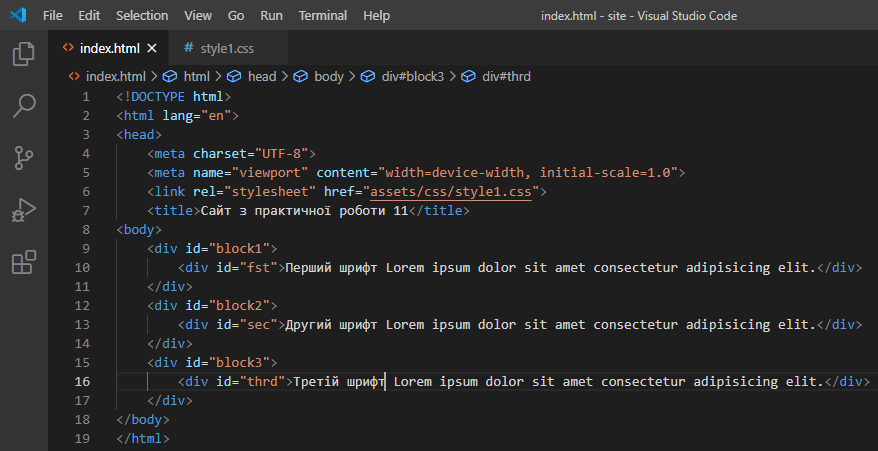 File Edit Selection View Go Run Terminal Help index.html - site - Visual Studio Code
<> index.html × # style1.css
<> index.html > html > head > body > div#block3 > div#thrd
1 <!DOCTYPE html>
2 <html lang="en">
3 <head>
4 <meta charset="UTF-8">
5 <meta name="viewport" content="width=device-width, initial-scale=1.0">
6 <link rel="stylesheet" href="assets/css/style1.css">
7 <title>Сайт з практичної роботи 11</title>
8 <body>
9 <div id="block1">
10 <div id="fst">Перший шрифт Lorem ipsum dolor sit amet consectetur adipisicing elit.</div>
11 </div>
12 <div id="block2">
13 <div id="sec">Другий шрифт Lorem ipsum dolor sit amet consectetur adipisicing elit.</div>
14 </div>
15 <div id="block3">
16 <div id="thrd">Третій шрифт Lorem ipsum dolor sit amet consectetur adipisicing elit.</div>
17 </div>
18 </body>
19 </html>